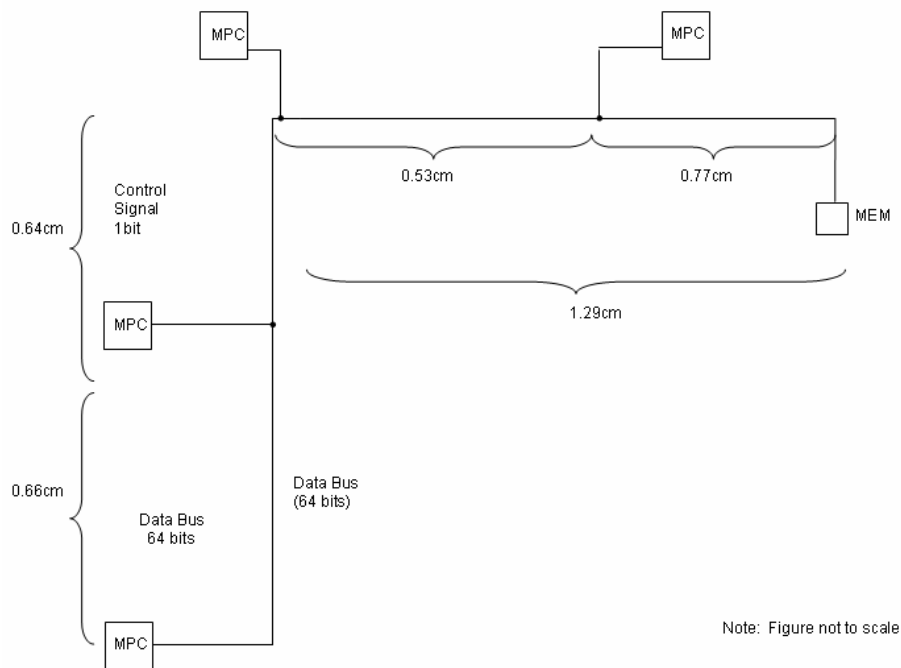 MPC
MPC
0.53cm
0.77cm
Control
Signal
1bit
0.64cm
MEM
1.29cm
MPC
0.66cm
Data Bus
(64 bits)
Data Bus
64 bits
MPC
Note: Figure not to scale